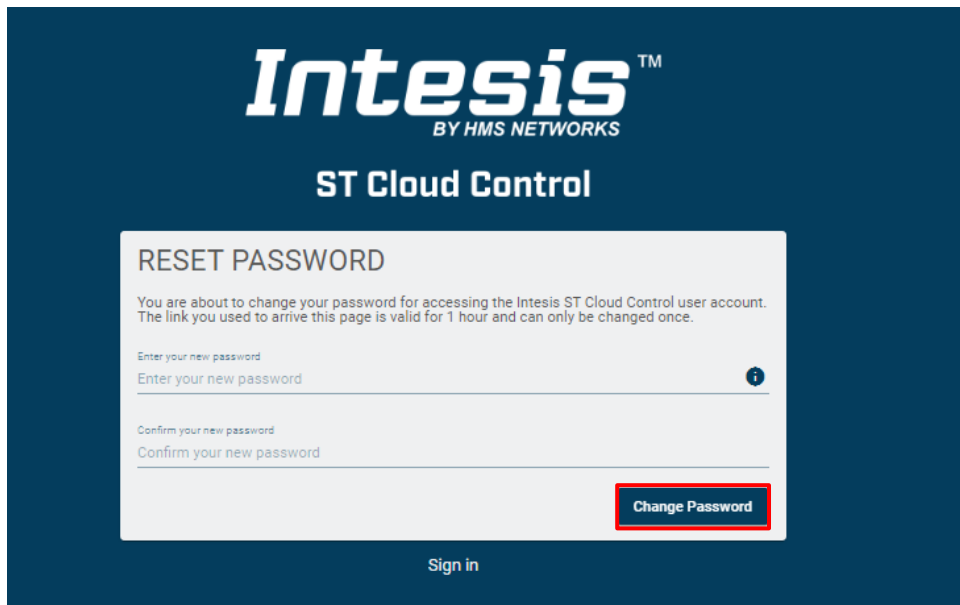 Intesis™
BY HMS NETWORKS
ST Cloud Control
RESET PASSWORD
You are about to change your password for accessing the Intesis ST Cloud Control user account.
The link you used to arrive this page is valid for 1 hour and can only be changed once.
Enter your new password
Enter your new password
i
Confirm your new password
Confirm your new password
Change Password
Sign in